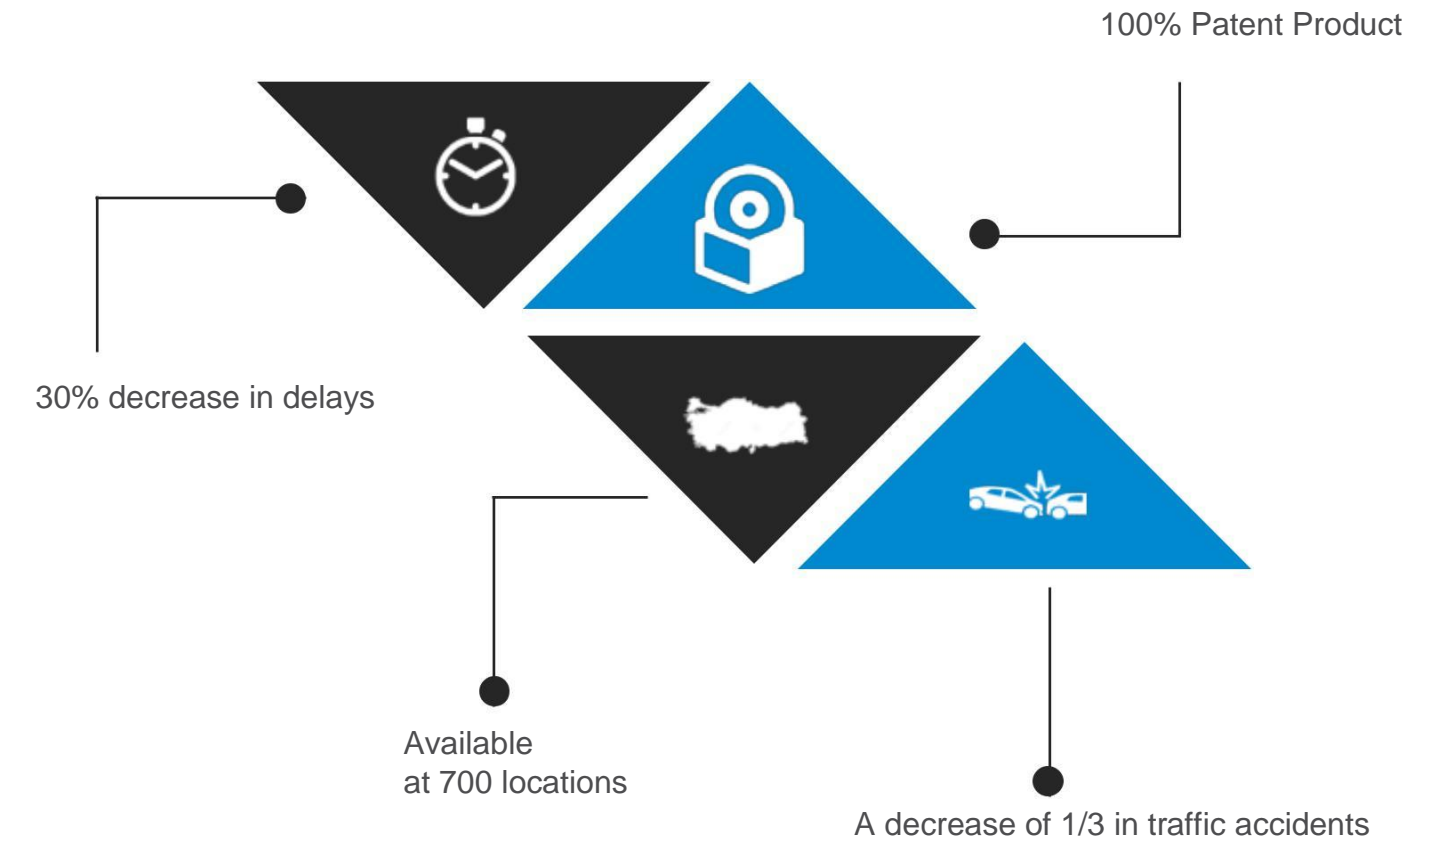 100% Patent Product
30% decrease in delays
Available
at 700 locations
A decrease of 1/3 in traffic accidents